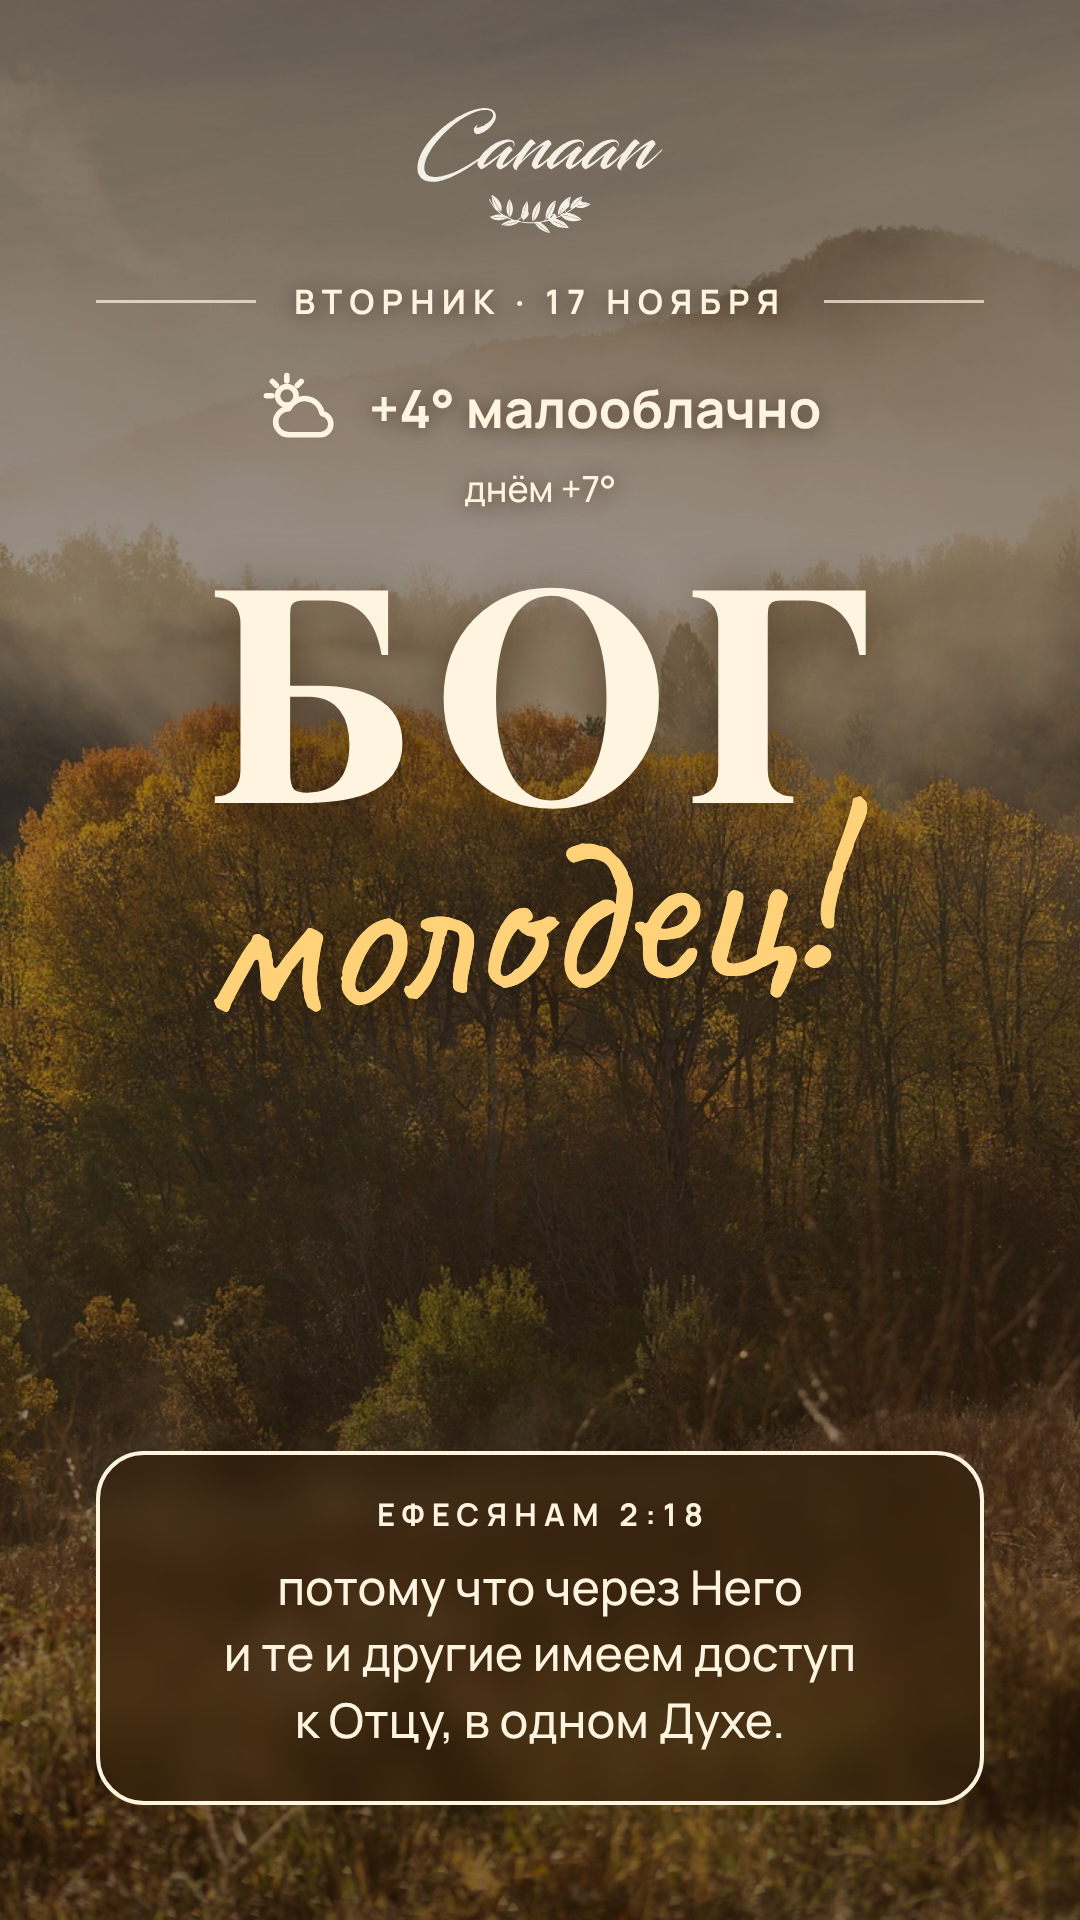 Canaan
ВТОРНИК · 17 НОЯБРЯ
+4° малооблачно
днём +7°
БОГ
молодец!
ЕФЕСЯНАМ 2:18
потому что через Него
и те и другие имеем доступ
к Отцу, в одном Духе.